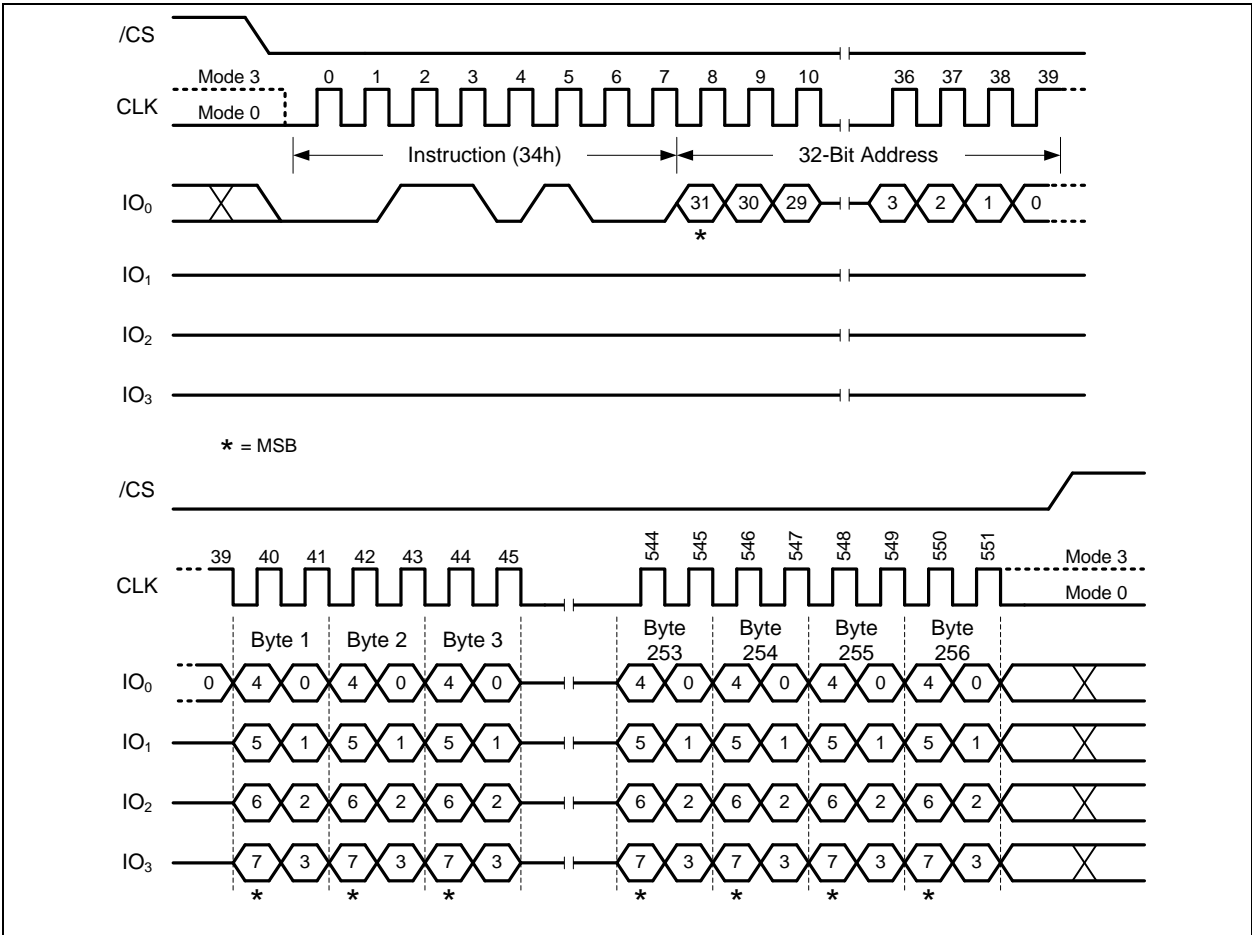 /CS
Mode 3 0 1 2 3 4 5 6 7 8 9 10 36 37 38 39
CLK
Mode 0
Instruction (34h) 32-Bit Address
IO₀ 31 30 29 3 2 1 0
*
IO₁
IO₂
IO₃
* = MSB
/CS
39 40 41 42 43 44 45 544 545 546 547 548 549 550 551 Mode 3
CLK
Mode 0
Byte 1 Byte 2 Byte 3 Byte 253 Byte 254 Byte 255 Byte 256
IO₀ 0 4 0 4 0 4 0 4 0 4 0 4 0 4 0
IO₁ 5 1 5 1 5 1 5 1 5 1 5 1 5 1
IO₂ 6 2 6 2 6 2 6 2 6 2 6 2 6 2
IO₃ 7 3 7 3 7 3 7 3 7 3 7 3 7 3
* * * * * * *